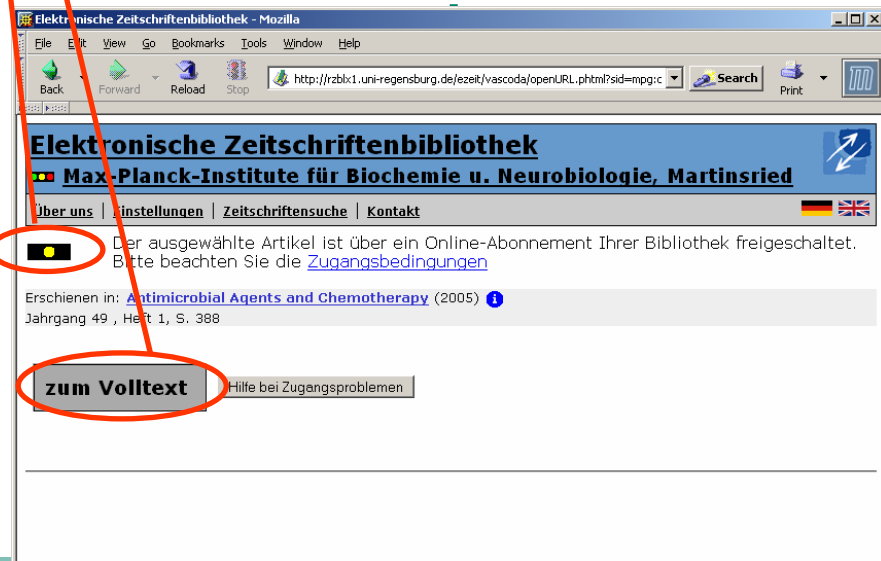 Elektronische Zeitschriftenbibliothek - Mozilla
File Edit View Go Bookmarks Tools Window Help
Back Forward Reload Stop http://rzblx1.uni-regensburg.de/ezeit/vascoda/openURL.phtml?sid=mpg:c Search Print
Elektronische Zeitschriftenbibliothek
Max-Planck-Institute für Biochemie u. Neurobiologie, Martinsried
Über uns | Einstellungen | Zeitschriftensuche | Kontakt
Der ausgewählte Artikel ist über ein Online-Abonnement Ihrer Bibliothek freigeschaltet.
Bitte beachten Sie die Zugangsbedingungen
Erschienen in: Antimicrobial Agents and Chemotherapy (2005) i
Jahrgang 49 , Heft 1, S. 388
zum Volltext Hilfe bei Zugangsproblemen